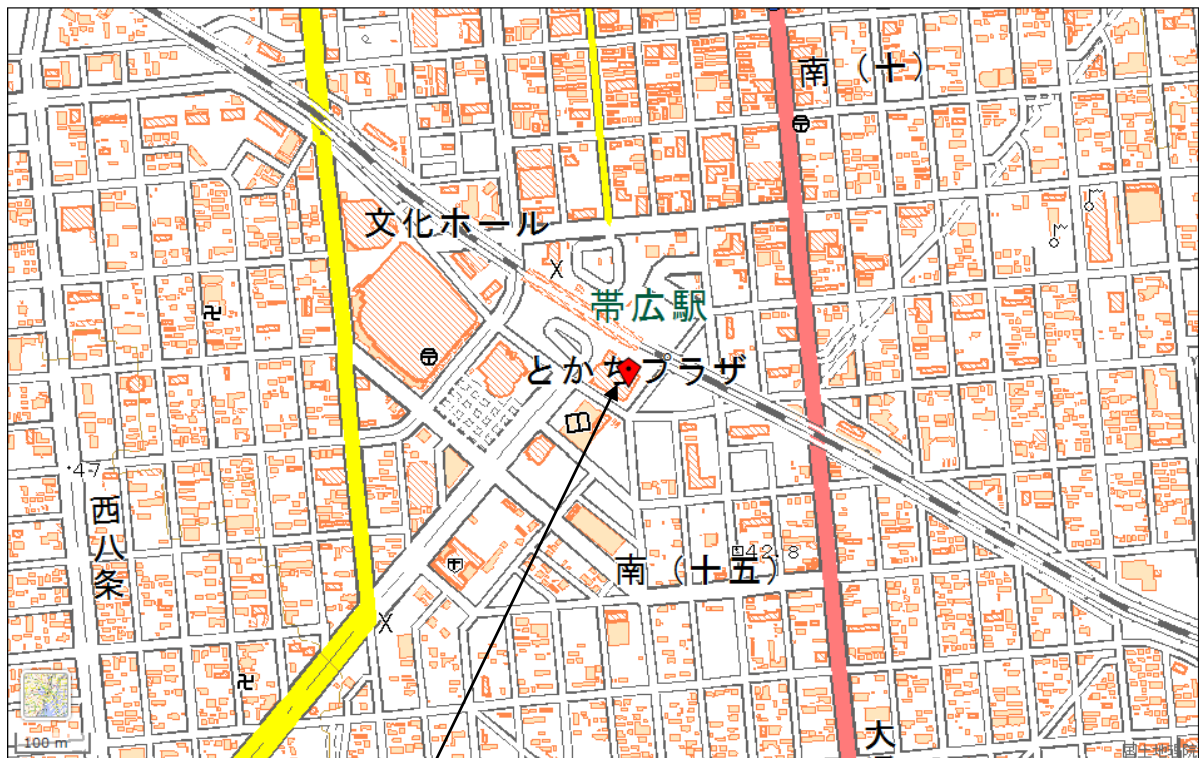 南（十）
文化ホール
帯広駅
とかちプラザ
47
西八条
42.8
南（十五）
大
100 m
国土地理院